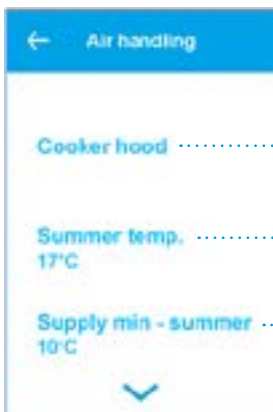 Air handling
Cooker hood
Summer temp.
17°C
Supply min - summer
10°C